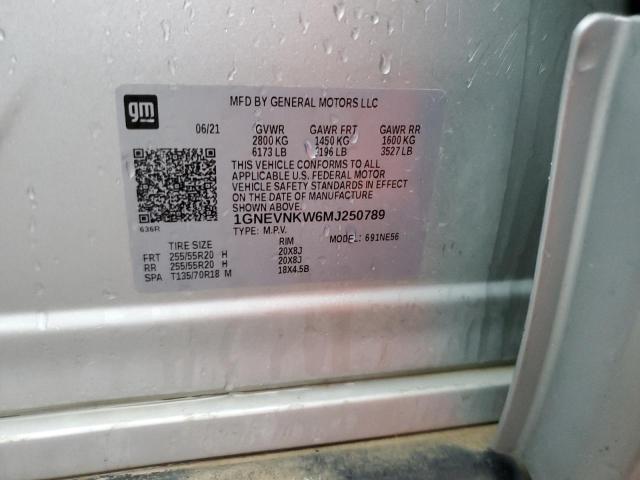 gm
MFD BY GENERAL MOTORS LLC
06/21 GVWR GAWR FRT GAWR RR
2800 KG 1450 KG 1600 KG
6173 LB 3196 LB 3527 LB
THIS VEHICLE CONFORMS TO ALL
APPLICABLE U.S. FEDERAL MOTOR
VEHICLE SAFETY STANDARDS IN EFFECT
ON THE DATE OF MANUFACTURE
SHOWN ABOVE.
1GNEVNKW6MJ250789
636R TYPE: M.P.V. MODEL: 691NE56
TIRE SIZE RIM
FRT 255/55R20 H 20X8J
RR 255/55R20 H 20X8J
SPA T135/70R18 M 18X4.5B